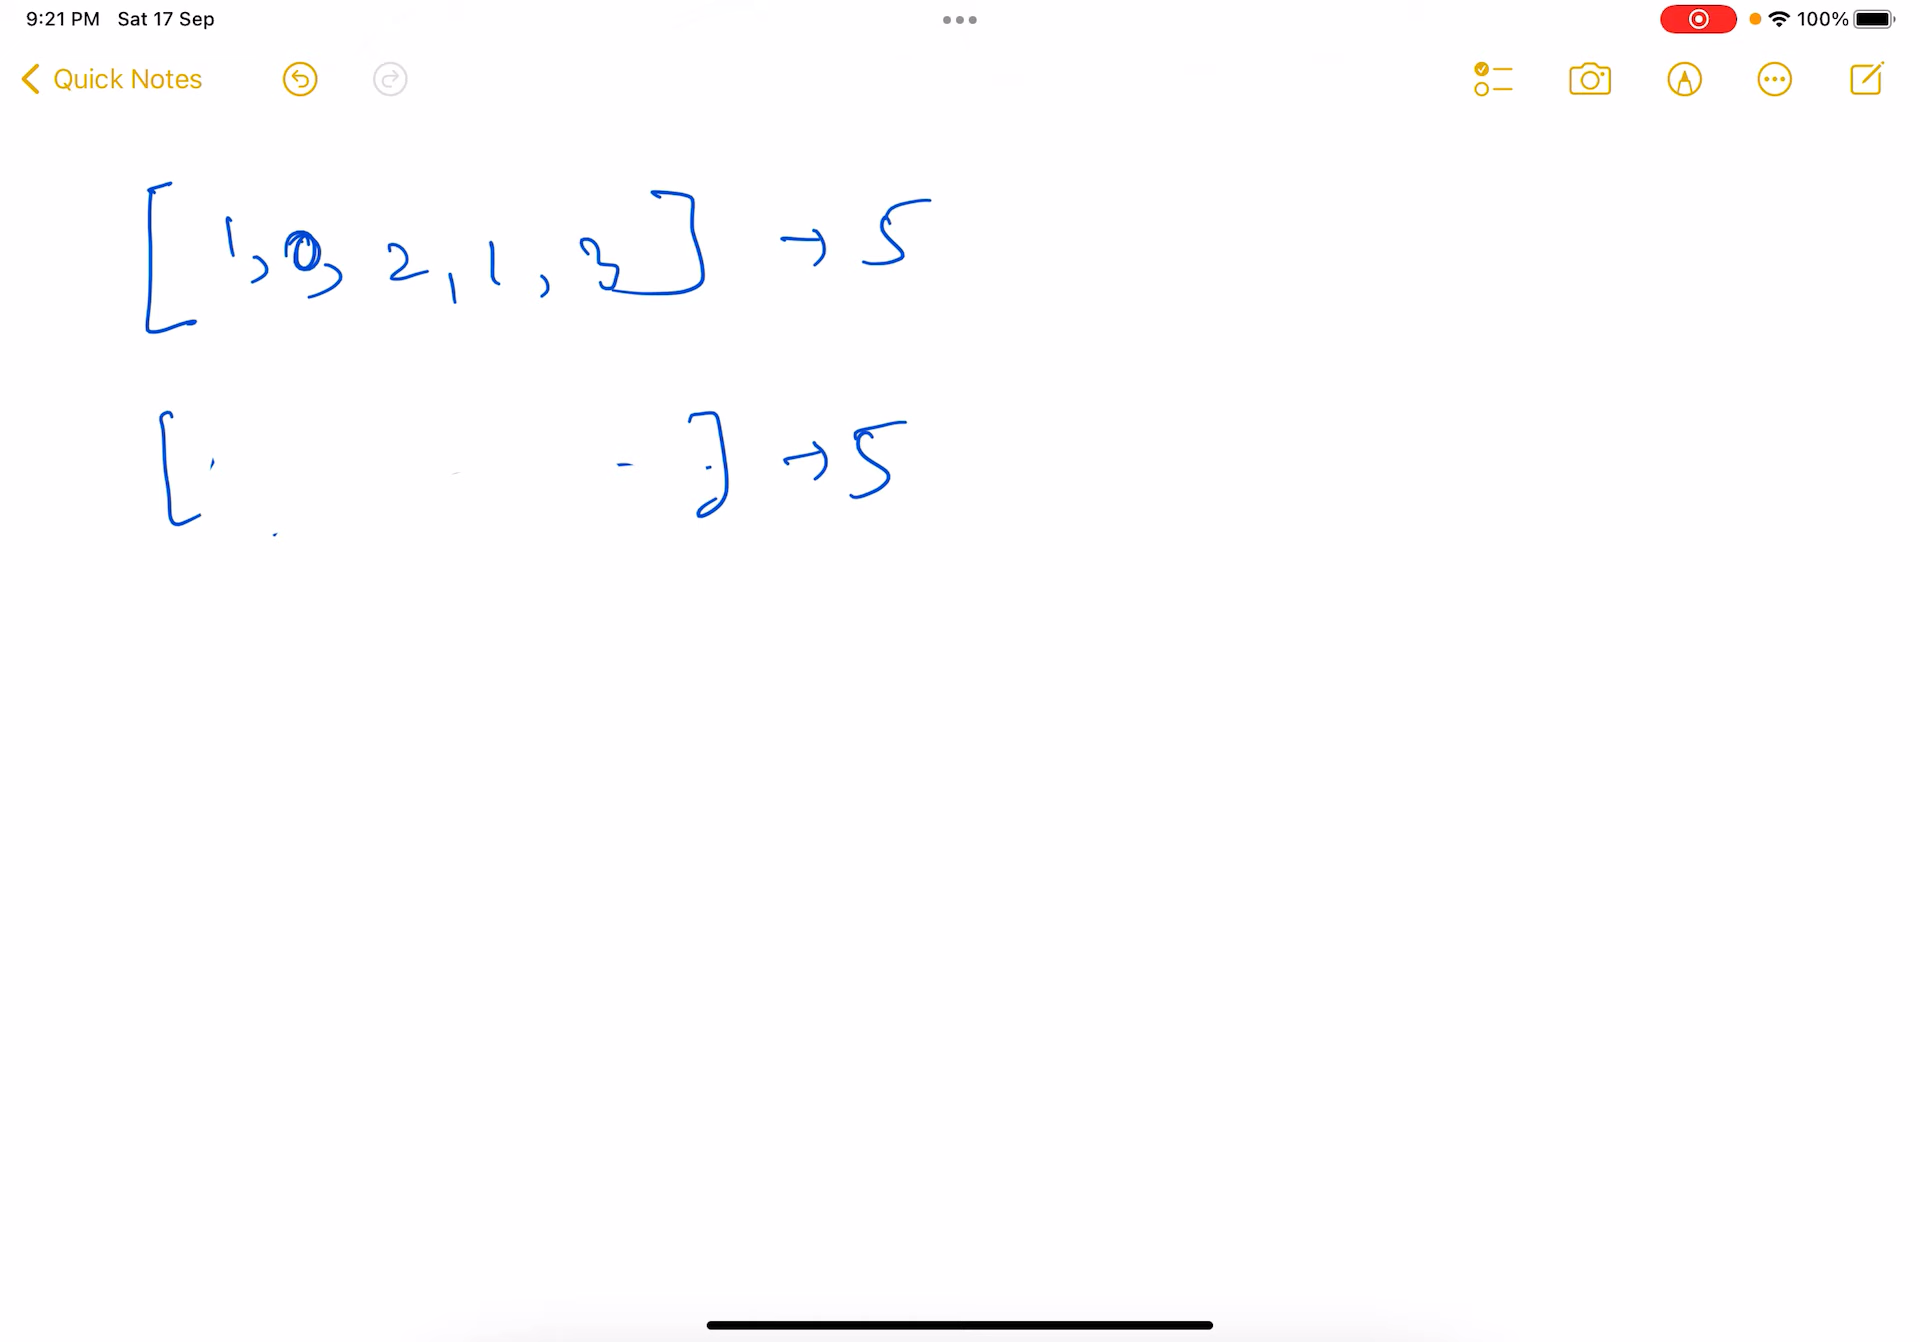 9:21 PM Sat 17 Sep
100%
Quick Notes
[1, 0, 2, 1, 3] → 5
[ ] → 5